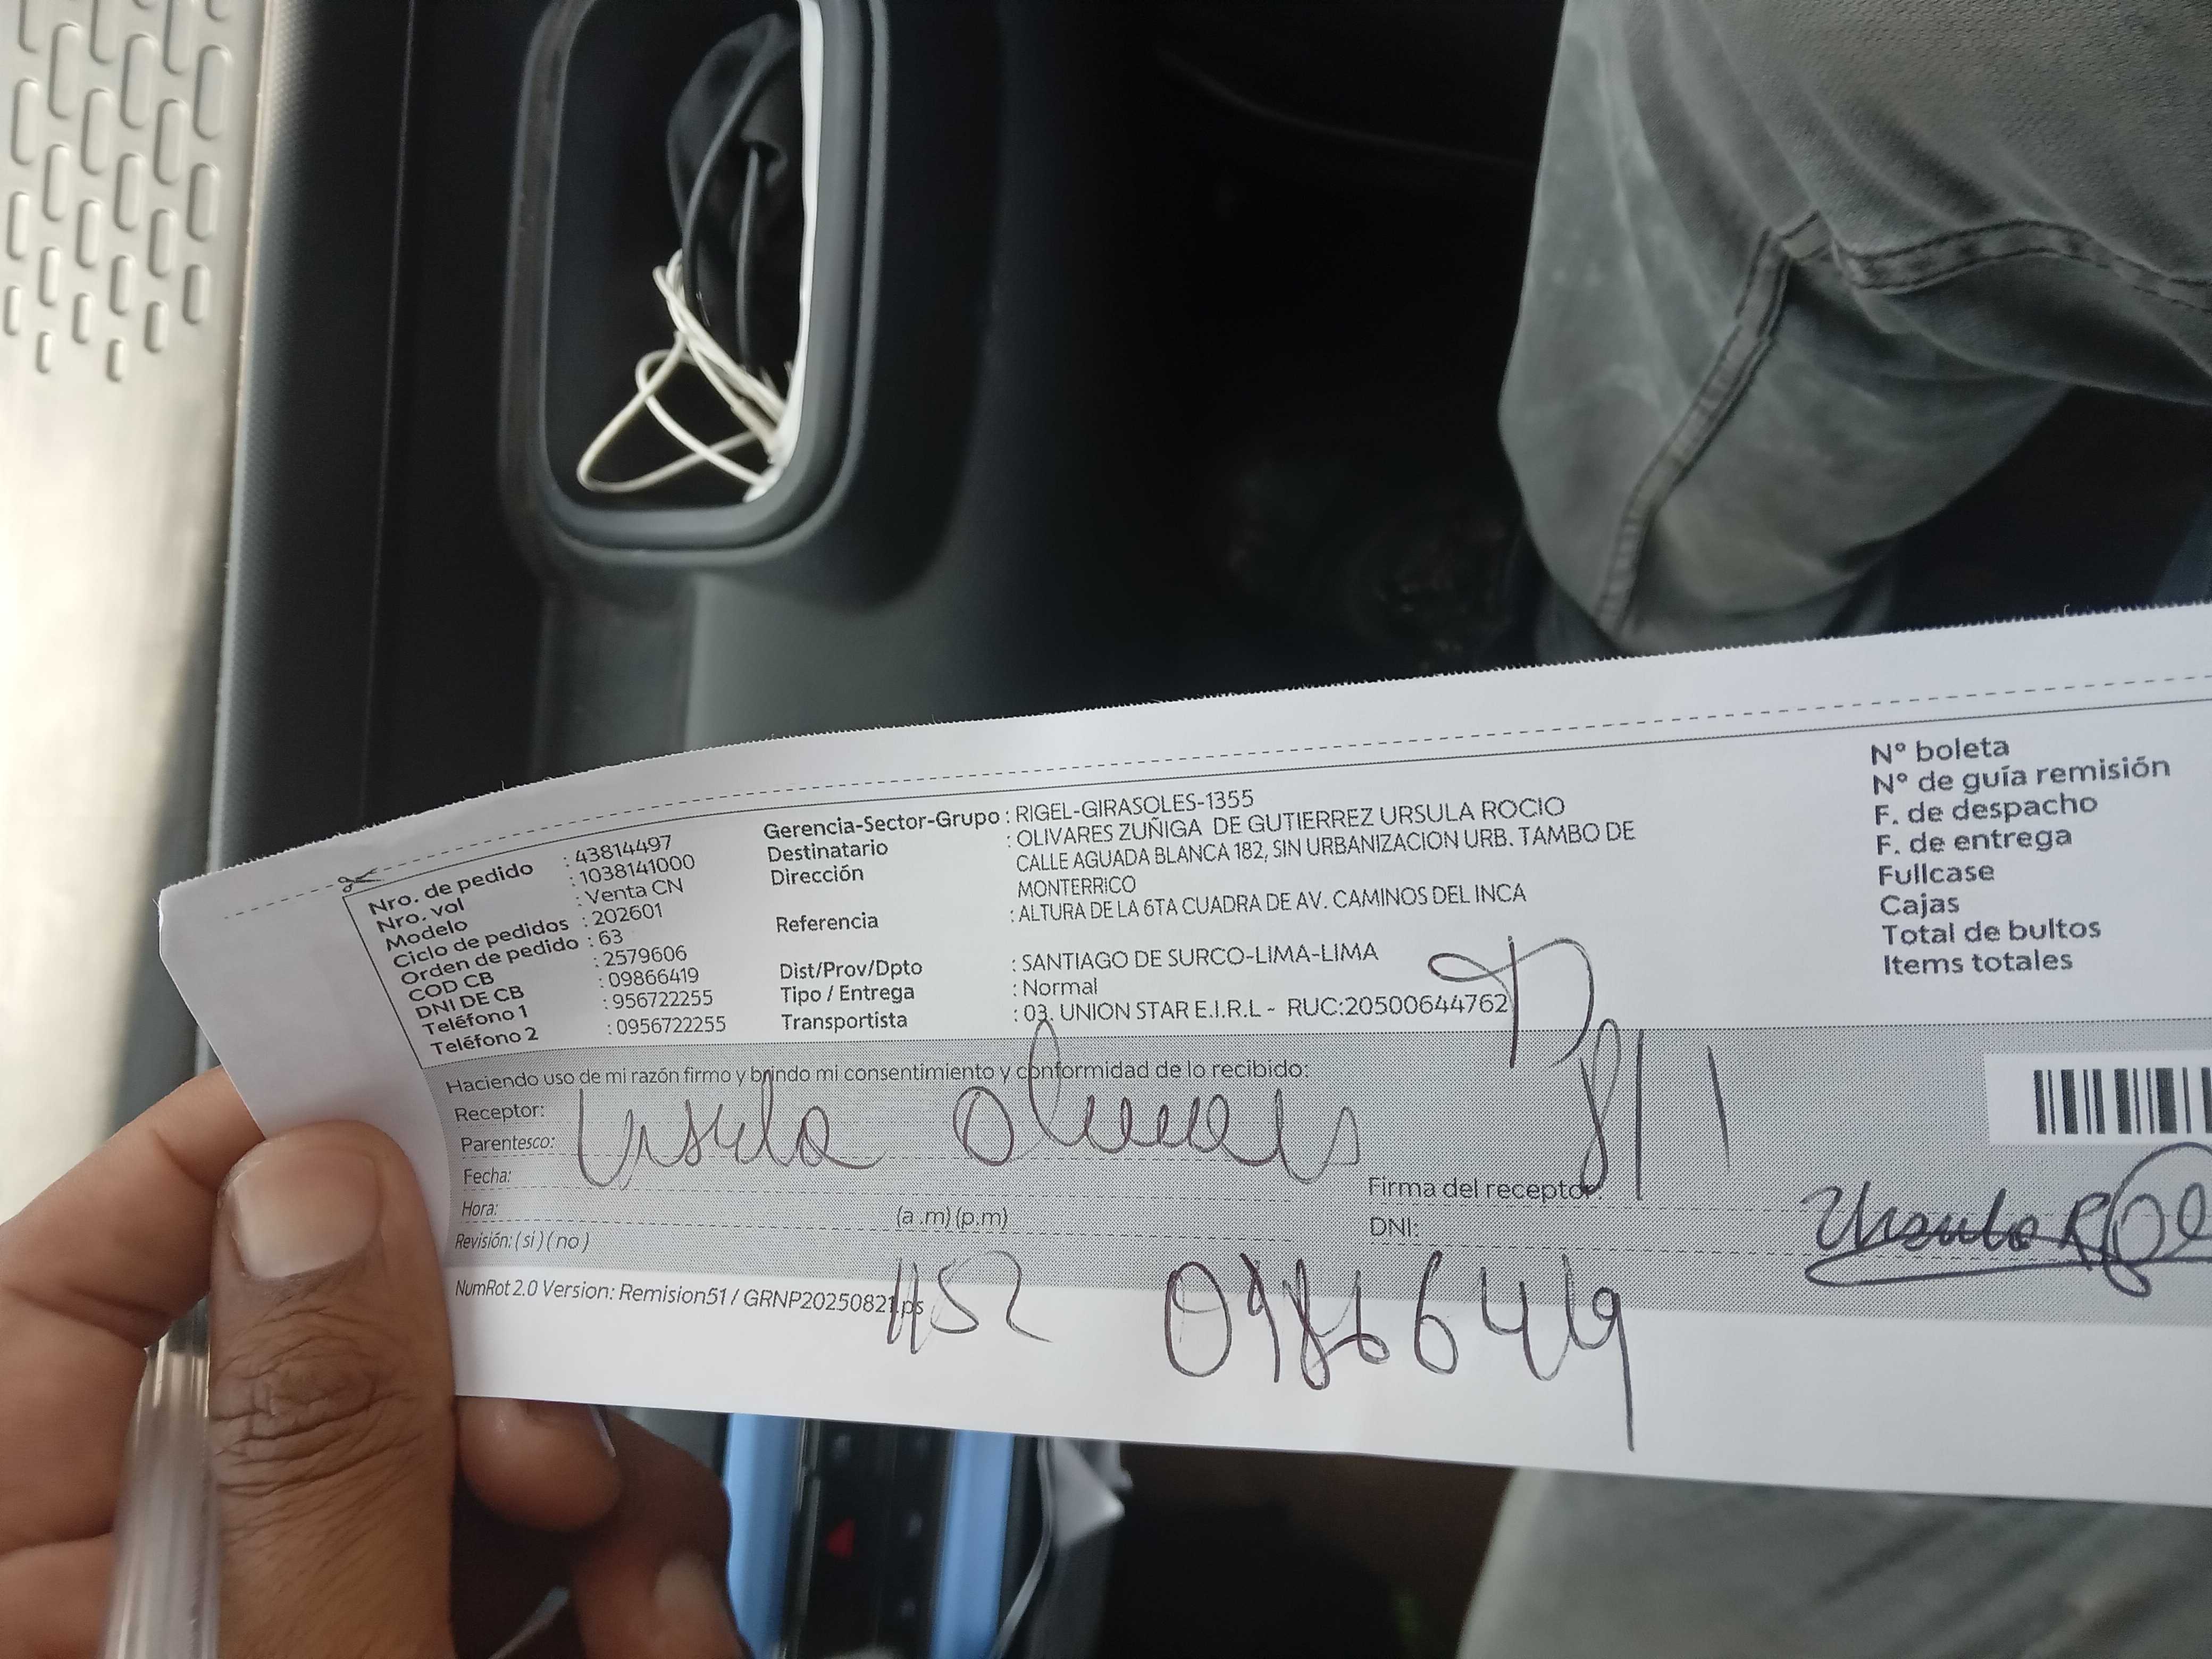 Nro. de pedido : 43814497
Nro. vol : 1038141000
Modelo : Venta CN
Ciclo de pedidos : 202601
Orden de pedido : 63
COD CB : 2579606
DNI DE CB : 09866419
Teléfono 1 : 956722255
Teléfono 2 : 0956722255
Gerencia-Sector-Grupo : RIGEL-GIRASOLES-1355
Destinatario : OLIVARES ZUÑIGA DE GUTIERREZ URSULA ROCIO
Dirección CALLE AGUADA BLANCA 182, SIN URBANIZACION URB. TAMBO DE
MONTERRICO
Referencia : ALTURA DE LA 6TA CUADRA DE AV. CAMINOS DEL INCA
Dist/Prov/Dpto : SANTIAGO DE SURCO-LIMA-LIMA
Tipo / Entrega : Normal
Transportista : 03. UNION STAR E.I.R.L - RUC:20500644762
N° boleta
N° de guía remisión
F. de despacho
F. de entrega
Fullcase
Cajas
Total de bultos
Items totales
Haciendo uso de mi razón firmo y brindo mi consentimiento y conformidad de lo recibido:
Receptor:
Parentesco: Ursula Olivares
Fecha:
Hora: (a .m) (p.m)
Revisión: ( si ) ( no )
Firma del receptor:
DNI:
NumRot 2.0 Version: Remision51 / GRNP20250821.ps
1152 09866419